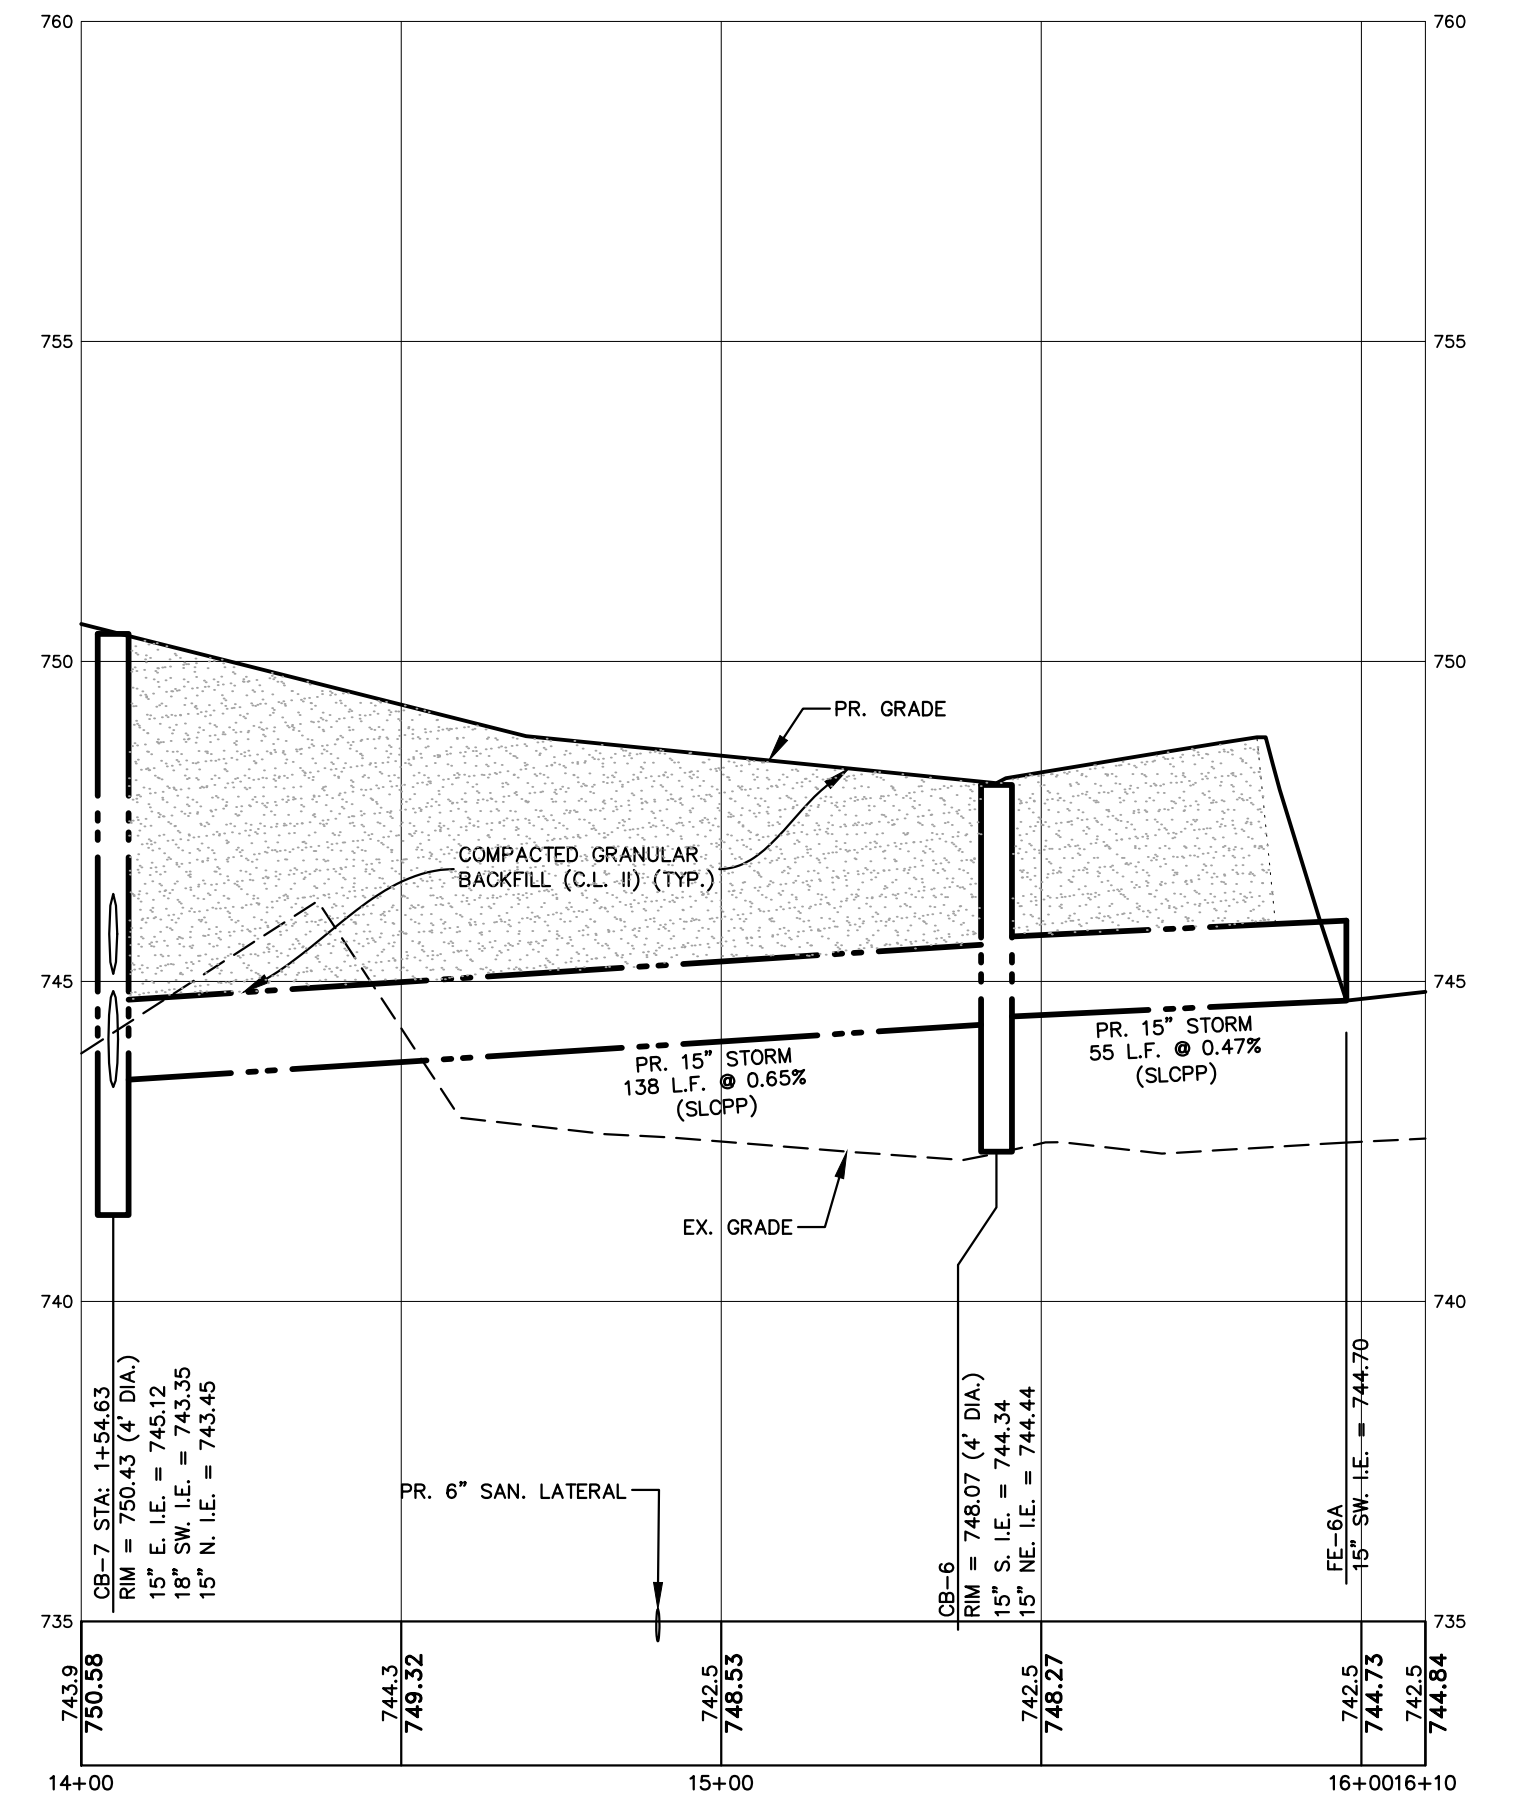 760
760
755
755
750
750
PR. GRADE
COMPACTED GRANULAR
BACKFILL (C.L. II) (TYP.)
745
745
PR. 15" STORM
138 L.F. @ 0.65%
(SLCPP)
PR. 15" STORM
55 L.F. @ 0.47%
(SLCPP)
EX. GRADE
740
740
CB-7 STA: 1+54.63
RIM = 750.43 (4' DIA.)
15" E. I.E. = 745.12
18" SW. I.E. = 743.35
15" N. I.E. = 743.45
PR. 6" SAN. LATERAL
CB-6
RIM = 748.07 (4' DIA.)
15" S. I.E. = 744.34
15" NE. I.E. = 744.44
FE-6A
15" SW. I.E. = 744.70
735
735
743.9
750.58
744.3
749.32
742.5
748.53
742.5
748.27
742.5
744.73
742.5
744.84
14+00
15+00
16+00
16+10